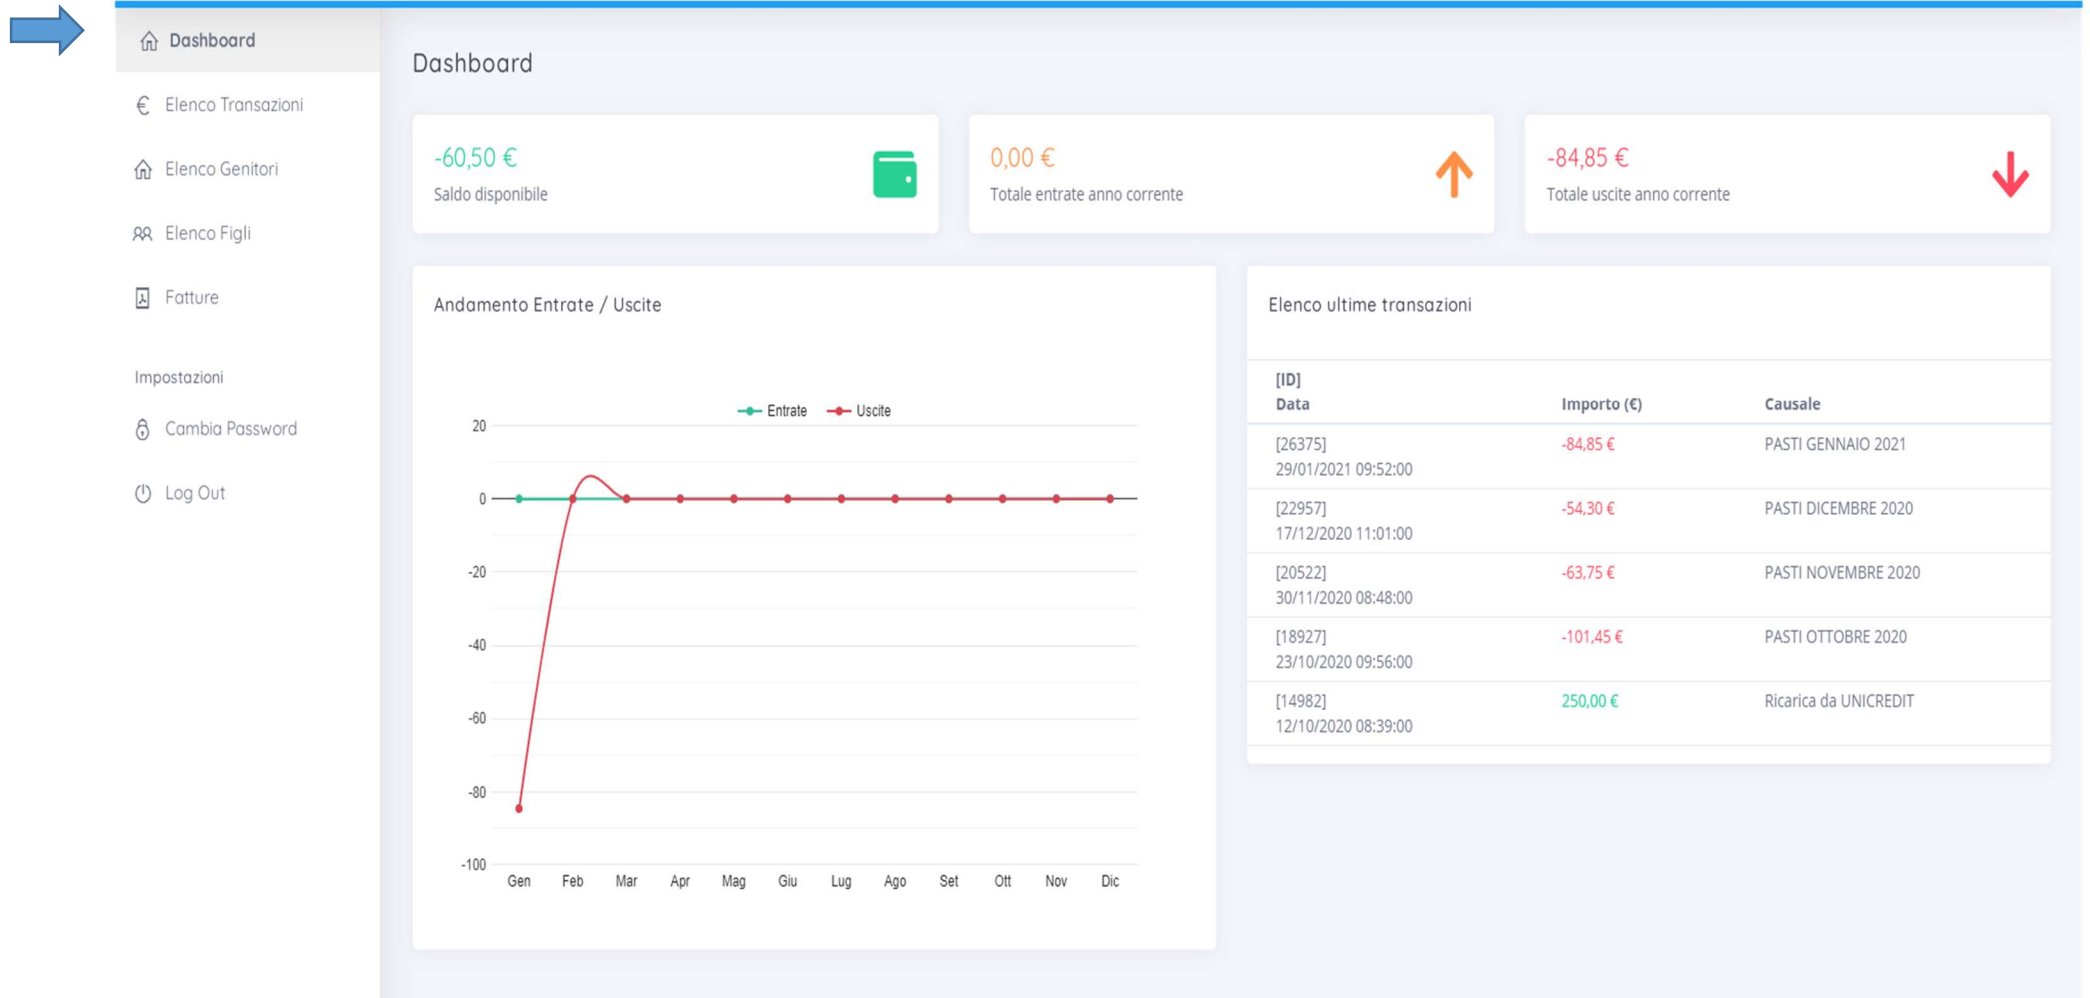 Dashboard
Elenco Transazioni
Elenco Genitori
Elenco Figli
Fatture
Impostazioni
Cambia Password
Log Out
Dashboard
-60,50 €
Saldo disponibile
0,00 €
Totale entrate anno corrente
-84,85 €
Totale uscite anno corrente
Andamento Entrate / Uscite
Entrate Uscite
20
0
-20
-40
-60
-80
-100
Gen Feb Mar Apr Mag Giu Lug Ago Set Ott Nov Dic
Elenco ultime transazioni
[ID]
Data Importo (€) Causale
[26375] -84,85 € PASTI GENNAIO 2021
29/01/2021 09:52:00
[22957] -54,30 € PASTI DICEMBRE 2020
17/12/2020 11:01:00
[20522] -63,75 € PASTI NOVEMBRE 2020
30/11/2020 08:48:00
[18927] -101,45 € PASTI OTTOBRE 2020
23/10/2020 09:56:00
[14982] 250,00 € Ricarica da UNICREDIT
12/10/2020 08:39:00